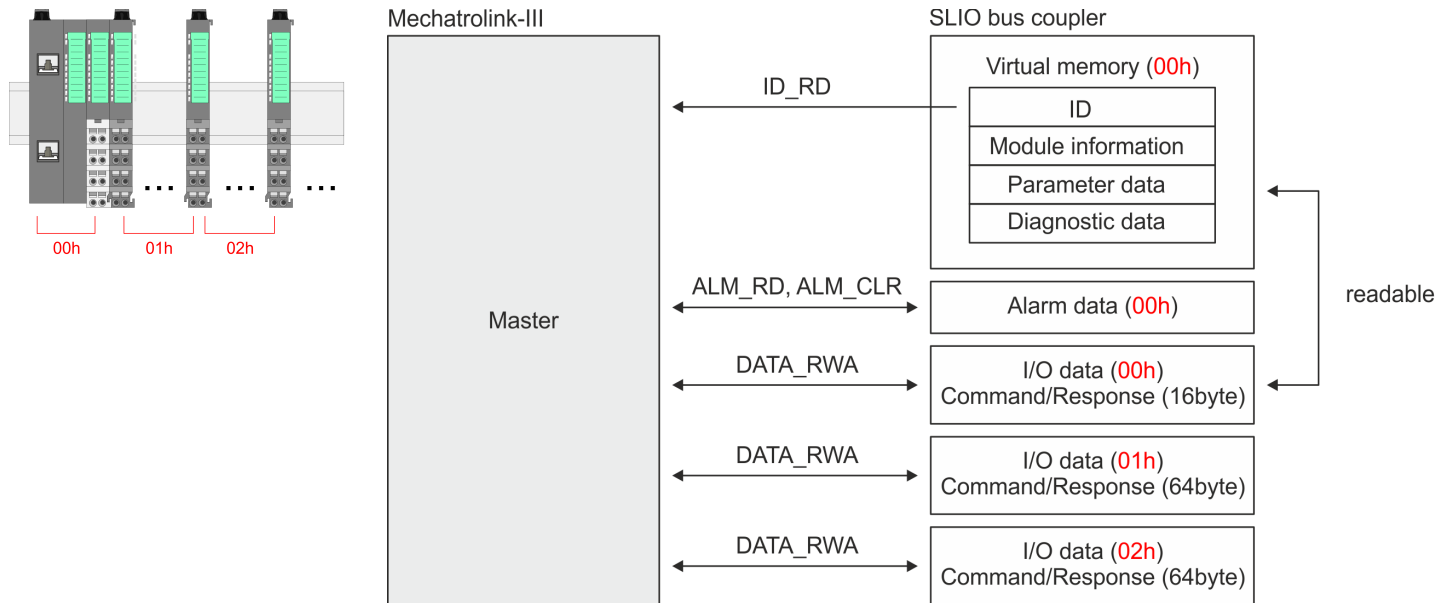 00h
01h
02h
Mechatrolink-III
Master
ID_RD
ALM_RD, ALM_CLR
DATA_RWA
DATA_RWA
DATA_RWA
SLIO bus coupler
Virtual memory (00h)
ID
Module information
Parameter data
Diagnostic data
Alarm data (00h)
I/O data (00h)
Command/Response (16byte)
I/O data (01h)
Command/Response (64byte)
I/O data (02h)
Command/Response (64byte)
readable